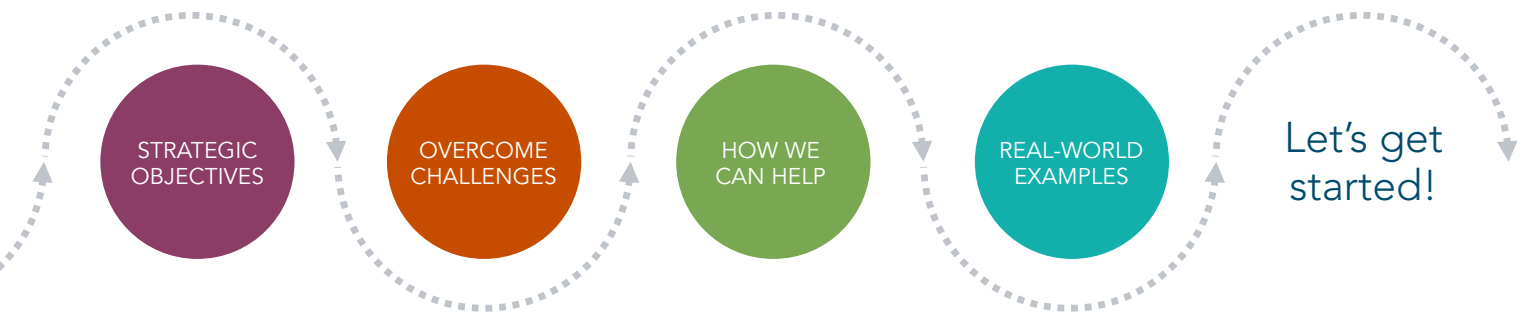 STRATEGIC
OBJECTIVES
OVERCOME
CHALLENGES
HOW WE
CAN HELP
REAL-WORLD
EXAMPLES
Let’s get
started!